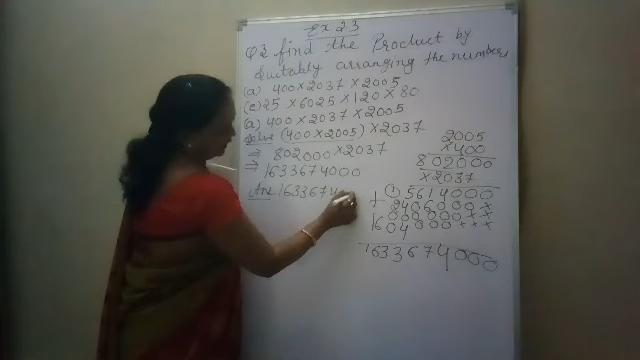 Ex 2.3
Q2 find the Product by
Suitably arranging the numbers
(a) 400×2037×2005
(c) 25×6025×120×80
(a) 400×2037×2005
Solve (400×2005)×2037
⇒ 802000×2037
⇒ 1633674000
Ans 1633674
2005
×400
802000
×2037
5614000
2406000×
000000××
1604000×××
1633674000